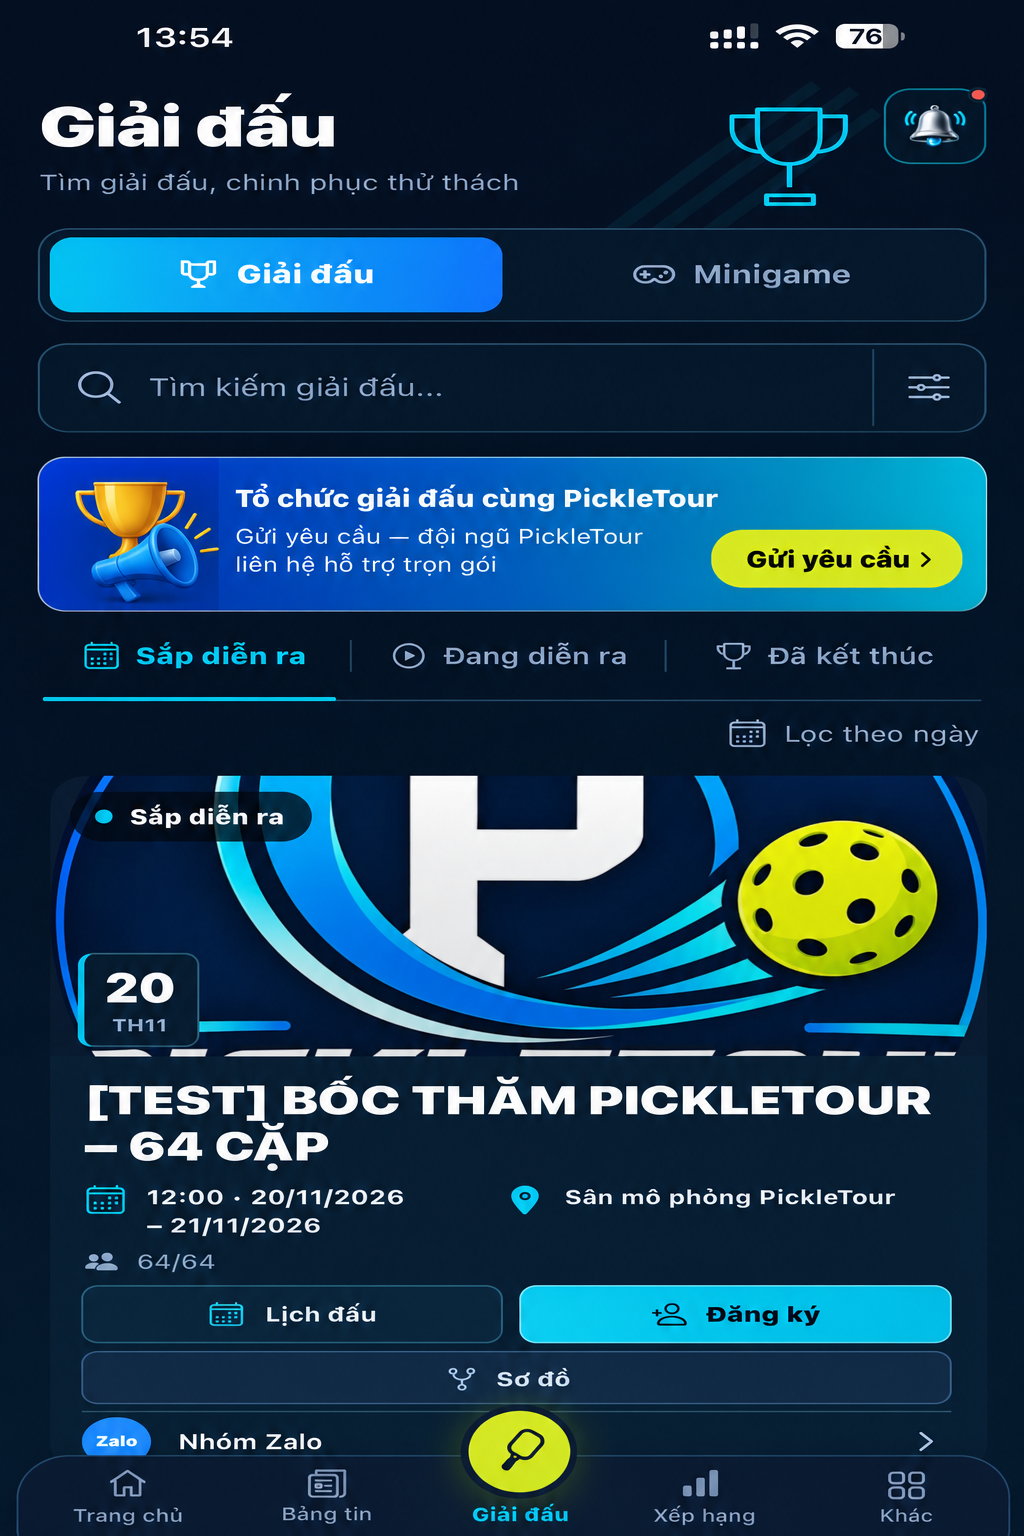 13:54
76
Giải đấu
Tìm giải đấu, chinh phục thử thách
Giải đấu
Minigame
Tìm kiếm giải đấu...
Tổ chức giải đấu cùng PickleTour
Gửi yêu cầu — đội ngũ PickleTour
liên hệ hỗ trợ trọn gói
Gửi yêu cầu
Sắp diễn ra
Đang diễn ra
Đã kết thúc
Lọc theo ngày
Sắp diễn ra
P
20
TH11
[TEST] BỐC THĂM PICKLETOUR
– 64 CẶP
12:00 · 20/11/2026
– 21/11/2026
Sân mô phỏng PickleTour
64/64
Lịch đấu
Đăng ký
Sơ đồ
Zalo
Nhóm Zalo
Trang chủ
Bảng tin
Giải đấu
Xếp hạng
Khác